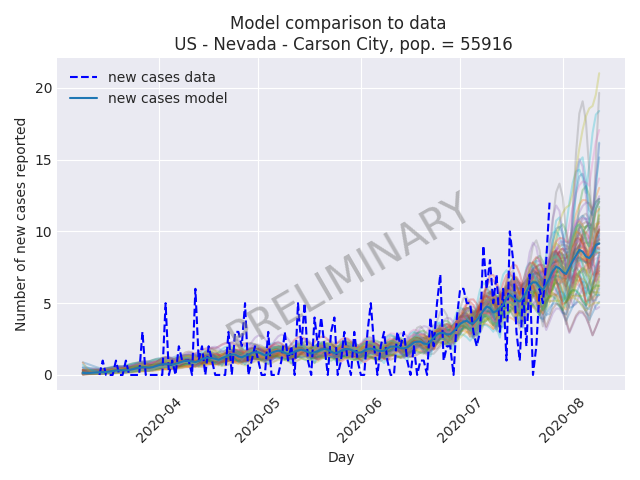 Model comparison to data
US - Nevada - Carson City, pop. = 55916
new cases data
new cases model
Number of new cases reported
20
15
10
5
0
PRELIMINARY
2020-04
2020-05
2020-06
2020-07
2020-08
Day